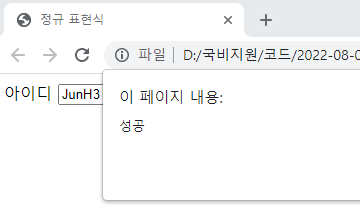 정규 표현식
파일 D:/국비지원/코드/2022-08-0
아이디 JunH3
이 페이지 내용:
성공